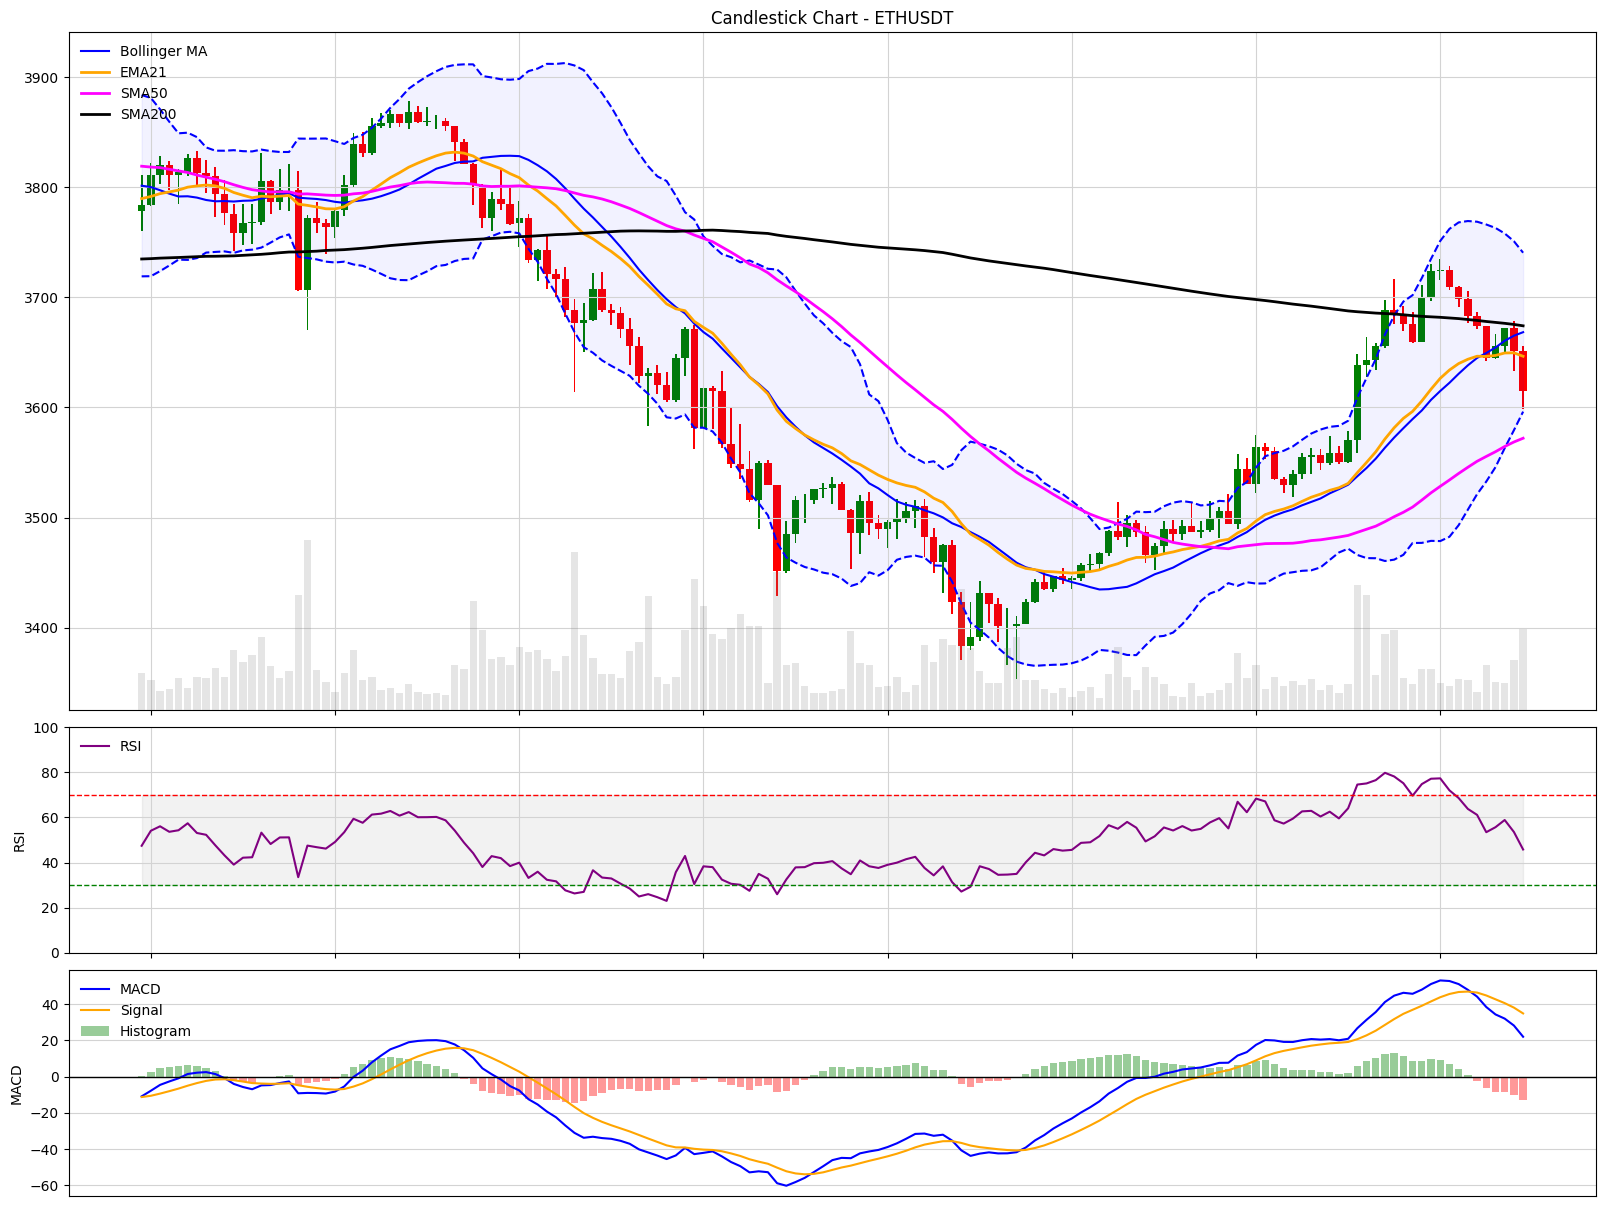 Candlestick Chart - ETHUSDT
Bollinger MA
EMA21
SMA50
SMA200
3900
3800
3700
3600
3500
3400
RSI
100
80
60
40
20
0
RSI
MACD
Signal
Histogram
40
20
0
−20
−40
−60
MACD